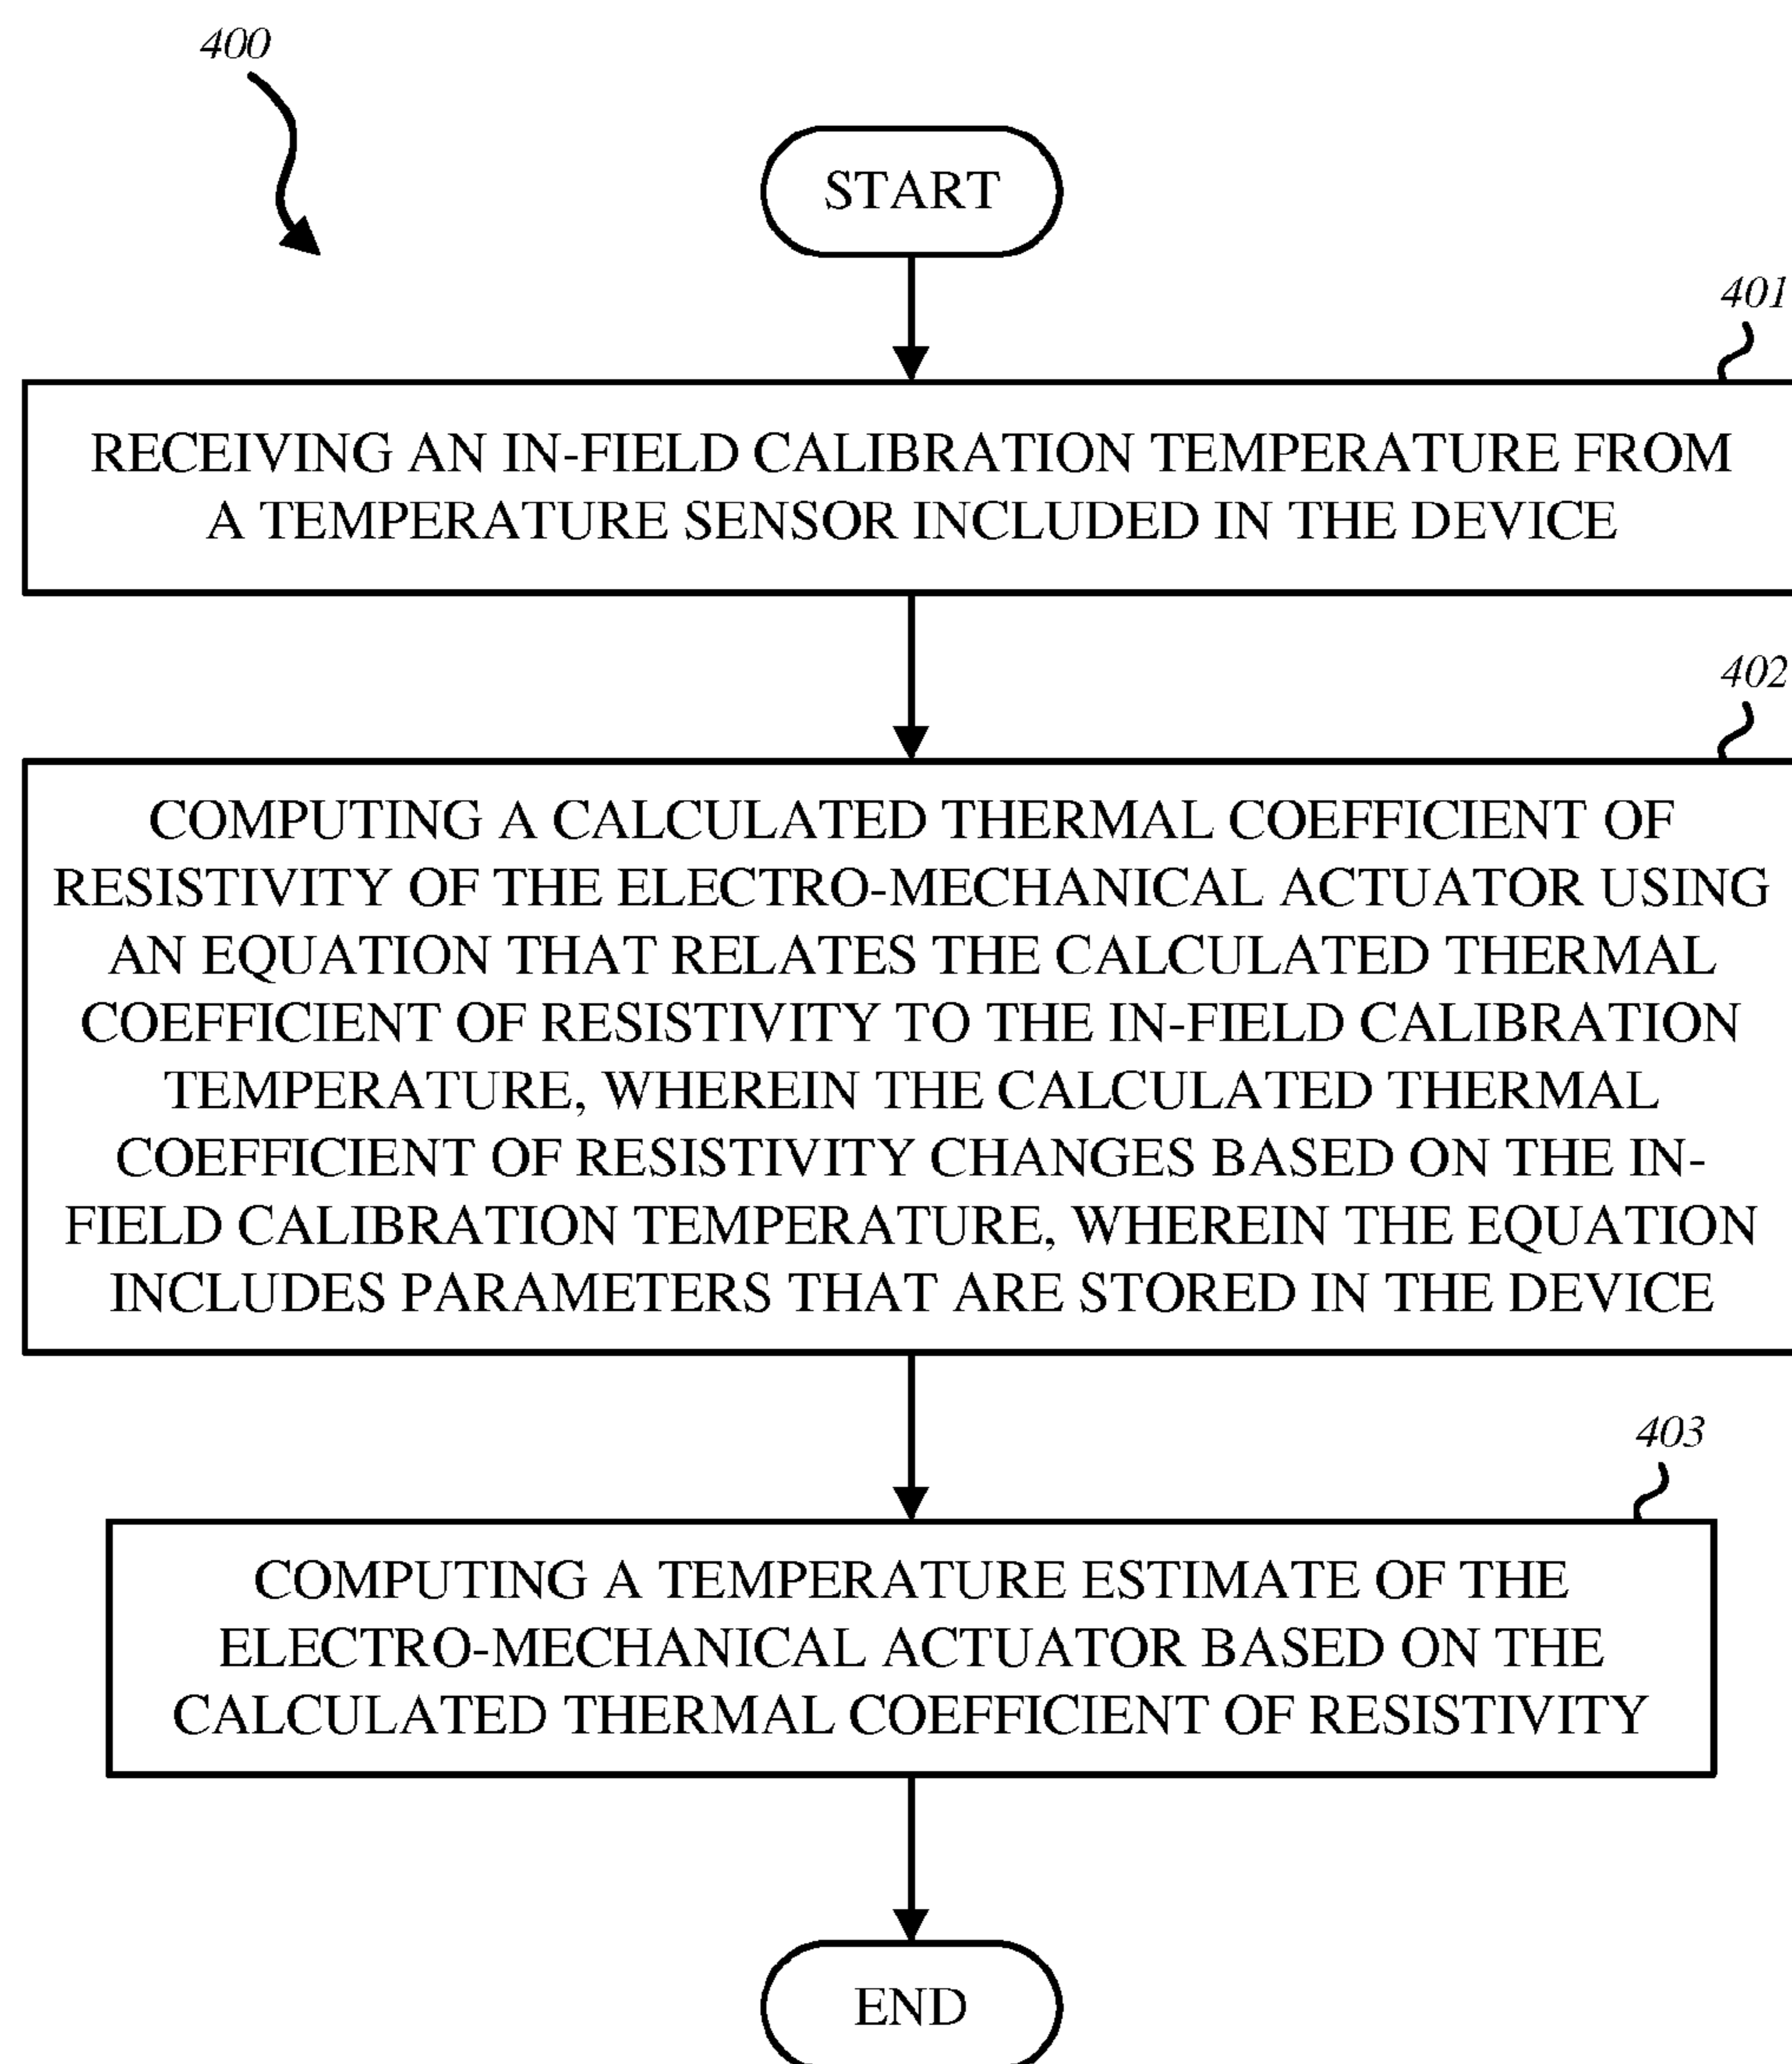 400
START
401
RECEIVING AN IN-FIELD CALIBRATION TEMPERATURE FROM
A TEMPERATURE SENSOR INCLUDED IN THE DEVICE
402
COMPUTING A CALCULATED THERMAL COEFFICIENT OF
RESISTIVITY OF THE ELECTRO-MECHANICAL ACTUATOR USING
AN EQUATION THAT RELATES THE CALCULATED THERMAL
COEFFICIENT OF RESISTIVITY TO THE IN-FIELD CALIBRATION
TEMPERATURE, WHEREIN THE CALCULATED THERMAL
COEFFICIENT OF RESISTIVITY CHANGES BASED ON THE IN-
FIELD CALIBRATION TEMPERATURE, WHEREIN THE EQUATION
INCLUDES PARAMETERS THAT ARE STORED IN THE DEVICE
403
COMPUTING A TEMPERATURE ESTIMATE OF THE
ELECTRO-MECHANICAL ACTUATOR BASED ON THE
CALCULATED THERMAL COEFFICIENT OF RESISTIVITY
END